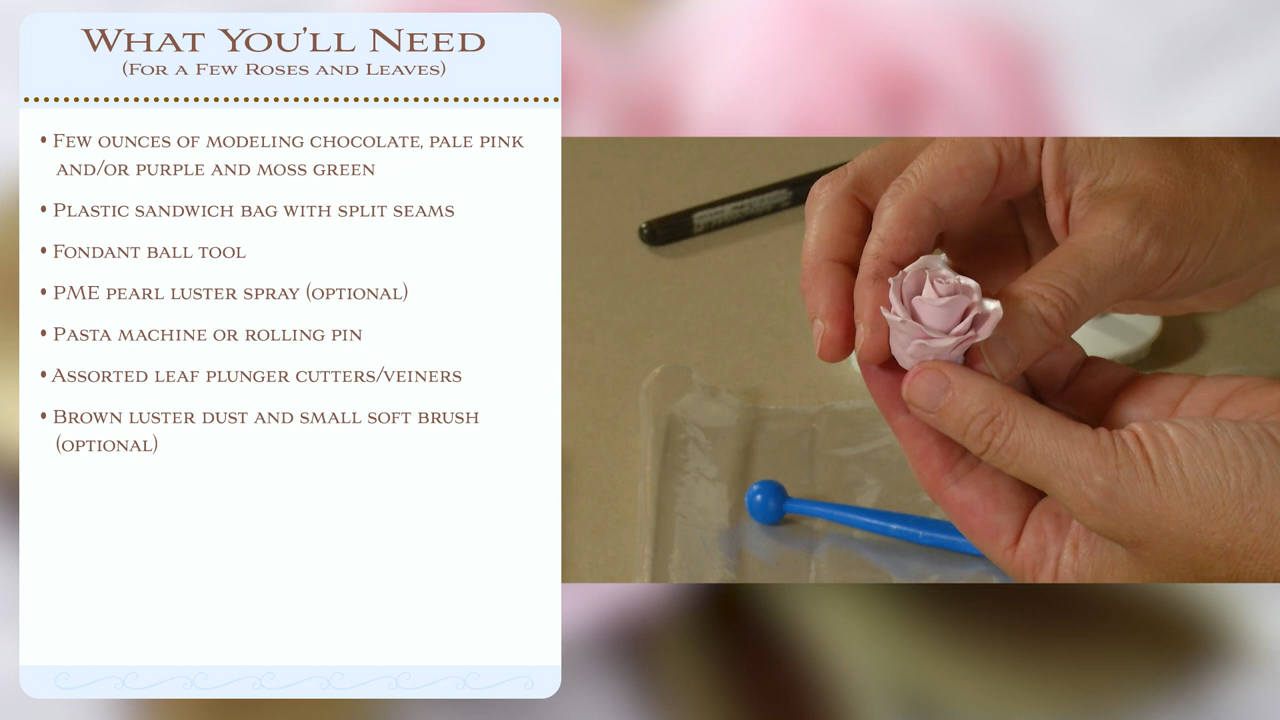 What You'll Need
(For a Few Roses and Leaves)
• Few ounces of modeling chocolate, pale pink
and/or purple and moss green
• Plastic sandwich bag with split seams
• Fondant ball tool
• PME pearl luster spray (optional)
• Pasta machine or rolling pin
• Assorted leaf plunger cutters/veiners
• Brown luster dust and small soft brush
(optional)